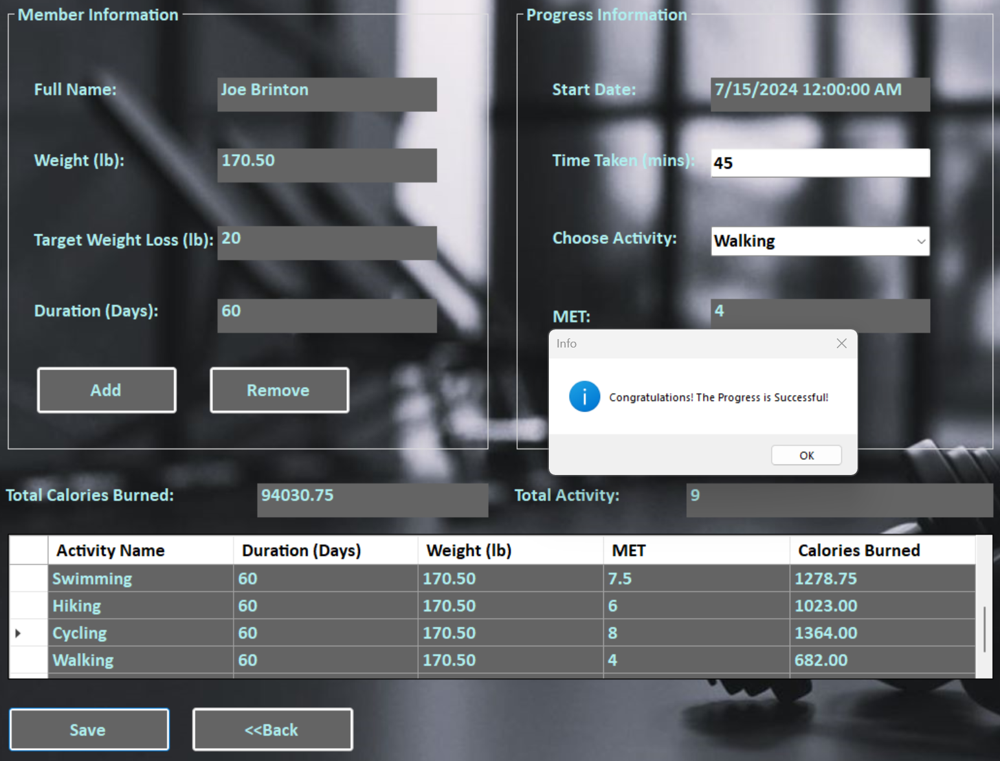 Member Information
Full Name: Joe Brinton
Weight (lb): 170.50
Target Weight Loss (lb): 20
Duration (Days): 60
Add Remove
Progress Information
Start Date: 7/15/2024 12:00:00 AM
Time Taken (mins): 45
Choose Activity: Walking
MET: 4
Info
Congratulations! The Progress is Successful!
OK
Total Calories Burned: 94030.75
Total Activity: 9
Activity Name Duration (Days) Weight (lb) MET Calories Burned
Swimming 60 170.50 7.5 1278.75
Hiking 60 170.50 6 1023.00
Cycling 60 170.50 8 1364.00
Walking 60 170.50 4 682.00
Save <<Back